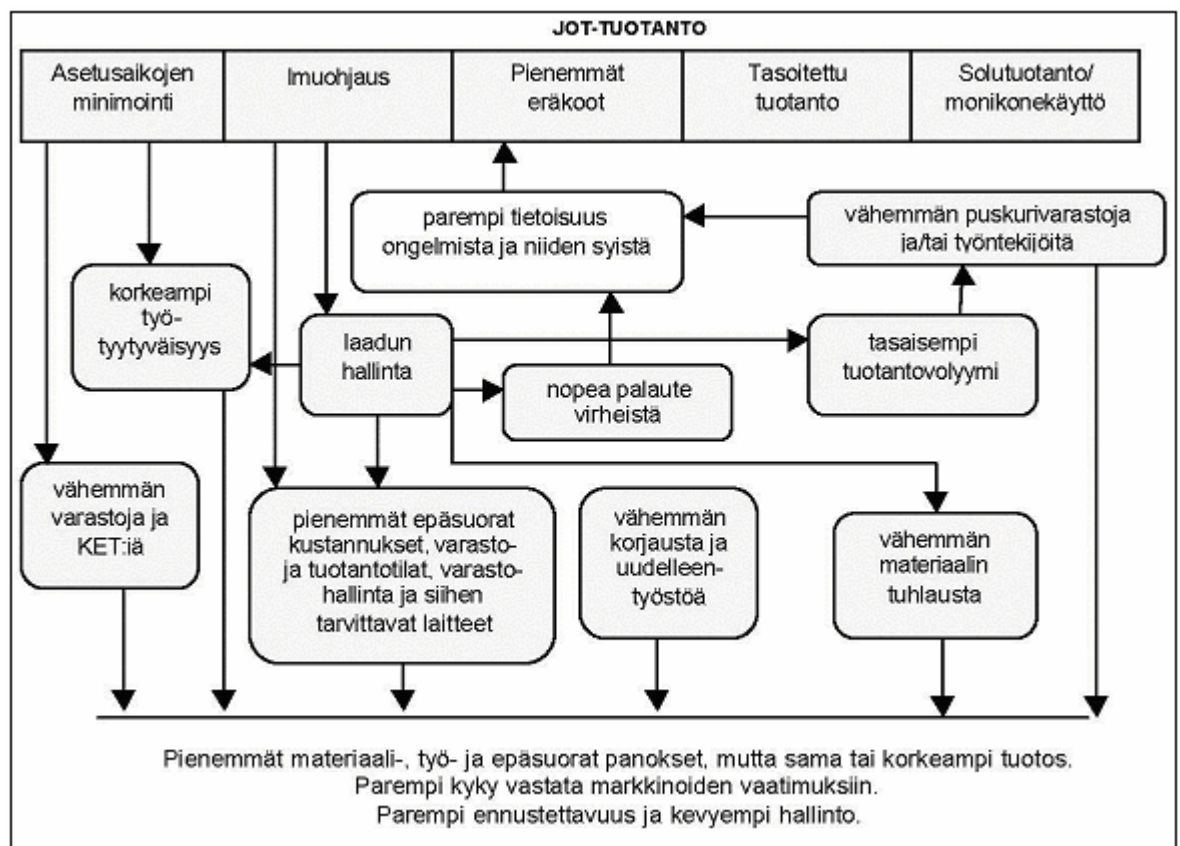 JOT-TUOTANTO
Asetusaikojen
minimointi
Imuohjaus
Pienemmät
eräkoot
Tasoitettu
tuotanto
Solutuotanto/
monikonekäyttö
parempi tietoisuus
ongelmista ja niiden syistä
vähemmän puskurivarastoja
ja/tai työntekijöitä
korkeampi
työ-
tyytyväisyys
laadun
hallinta
tasaisempi
tuotantovolyymi
nopea palaute
virheistä
vähemmän
varastoja ja
KET:iä
pienemmät epäsuorat
kustannukset, varasto-
ja tuotantotilat, varasto-
hallinta ja siihen
tarvittavat laitteet
vähemmän
korjausta ja
uudelleen-
työstöä
vähemmän
materiaalin
tuhlausta
Pienemmät materiaali-, työ- ja epäsuorat panokset, mutta sama tai korkeampi tuotos.
Parempi kyky vastata markkinoiden vaatimuksiin.
Parempi ennustettavuus ja kevyempi hallinto.